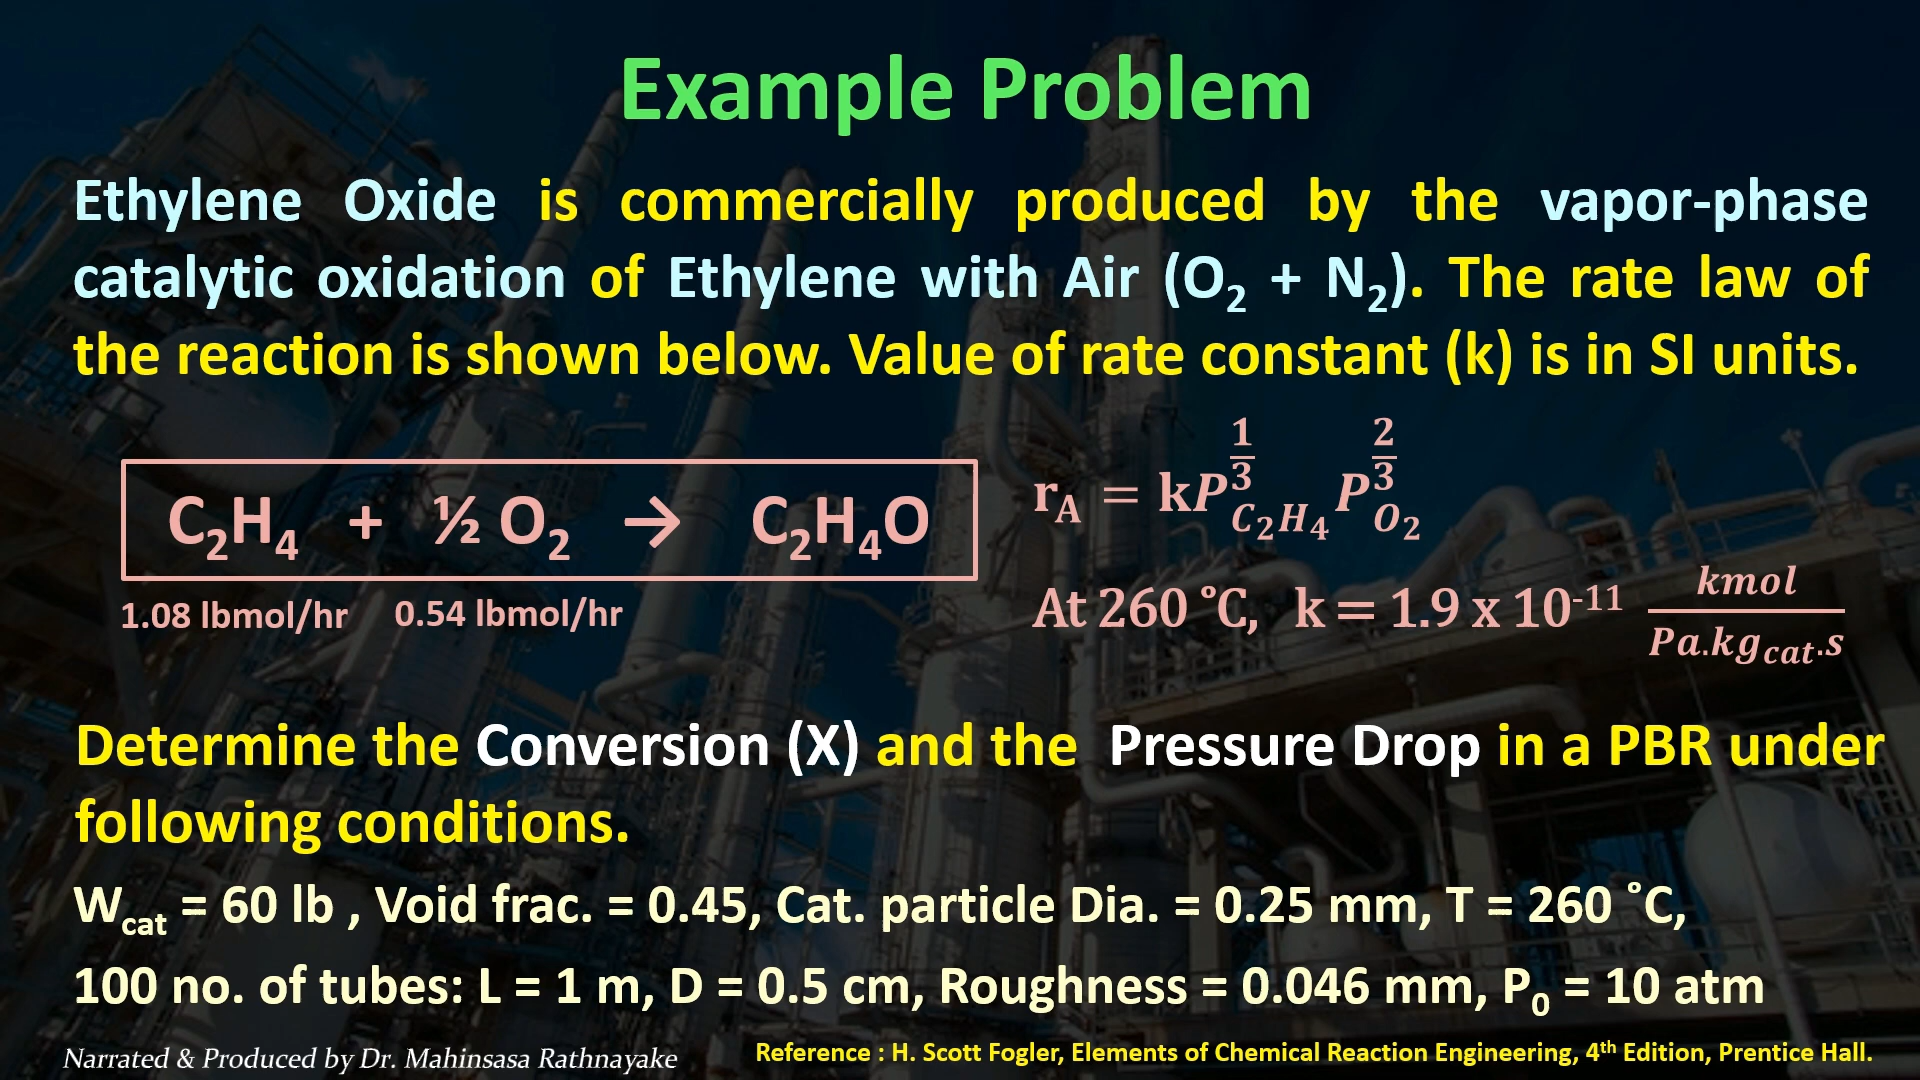 Example Problem
Ethylene Oxide is commercially produced by the vapor-phase
catalytic oxidation of Ethylene with Air (O₂ + N₂). The rate law of
the reaction is shown below. Value of rate constant (k) is in SI units.
C₂H₄ + ½ O₂ → C₂H₄O
1.08 lbmol/hr 0.54 lbmol/hr
r_A = kP_{C₂H₄}^{1/3} P_{O₂}^{2/3}
At 260 °C, k = 1.9 x 10⁻¹¹ kmol / Pa.kg_cat.s
Determine the Conversion (X) and the Pressure Drop in a PBR under
following conditions.
W_cat = 60 lb , Void frac. = 0.45, Cat. particle Dia. = 0.25 mm, T = 260 °C,
100 no. of tubes: L = 1 m, D = 0.5 cm, Roughness = 0.046 mm, P₀ = 10 atm
Narrated & Produced by Dr. Mahinsasa Rathnayake
Reference : H. Scott Fogler, Elements of Chemical Reaction Engineering, 4th Edition, Prentice Hall.